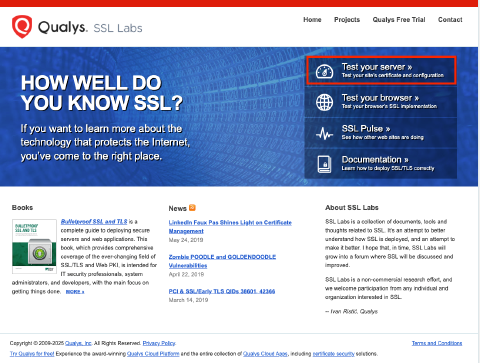 Qualys. SSL Labs
Home Projects Qualys Free Trial Contact
HOW WELL DO
YOU KNOW SSL?
If you want to learn more about the
technology that protects the Internet,
you've come to the right place.
Test your server »
Test your site's certificate and configuration
Test your browser »
Test your browser's SSL implementation
SSL Pulse »
See how other web sites are doing
Documentation »
Learn how to deploy SSL/TLS correctly
Books
BULLETPROOF
SSL AND TLS
Bulletproof SSL and TLS is a
complete guide to deploying secure
servers and web applications. This
book, which provides comprehensive
coverage of the ever-changing field of
SSL/TLS and Web PKI, is intended for
IT security professionals, system
administrators, and developers, with the main focus on
getting things done. MORE »
News
LinkedIn Faux Pas Shines Light on Certificate
Management
May 24, 2019
Zombie POODLE and GOLDENDOODLE
Vulnerabilities
April 22, 2019
PCI & SSL/Early TLS QIDs 38601, 42366
March 14, 2019
About SSL Labs
SSL Labs is a collection of documents, tools and
thoughts related to SSL. It's an attempt to better
understand how SSL is deployed, and an attempt to
make it better. I hope that, in time, SSL Labs will
grow into a forum where SSL will be discussed and
improved.
SSL Labs is a non-commercial research effort, and
we welcome participation from any individual and
organization interested in SSL.
-- Ivan Ristić, Qualys
Copyright © 2009-2025 Qualys, Inc. All Rights Reserved. Privacy Policy. Terms and Conditions
Try Qualys for free! Experience the award-winning Qualys Cloud Platform and the entire collection of Qualys Cloud Apps, including certificate security solutions.